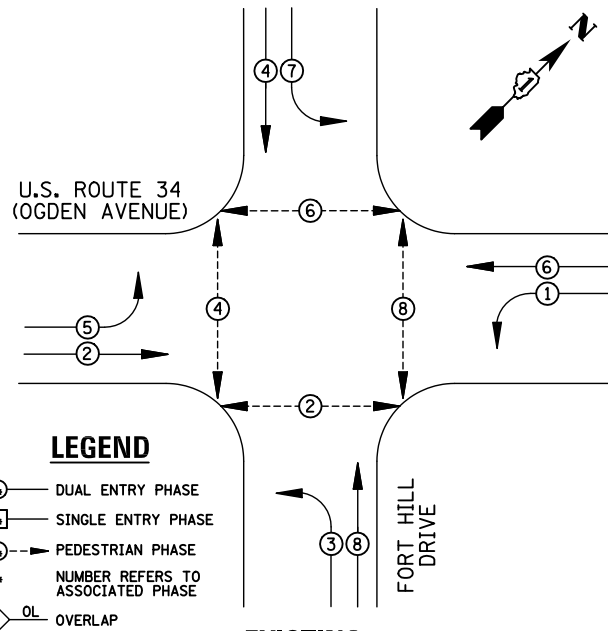 ④ ⑦
N
1
U.S. ROUTE 34
(OGDEN AVENUE)
⑥
⑥
①
④
⑧
⑤
②
②
LEGEND
DUAL ENTRY PHASE
SINGLE ENTRY PHASE
PEDESTRIAN PHASE
NUMBER REFERS TO
ASSOCIATED PHASE
OL OVERLAP
③ ⑧
FORT HILL
DRIVE